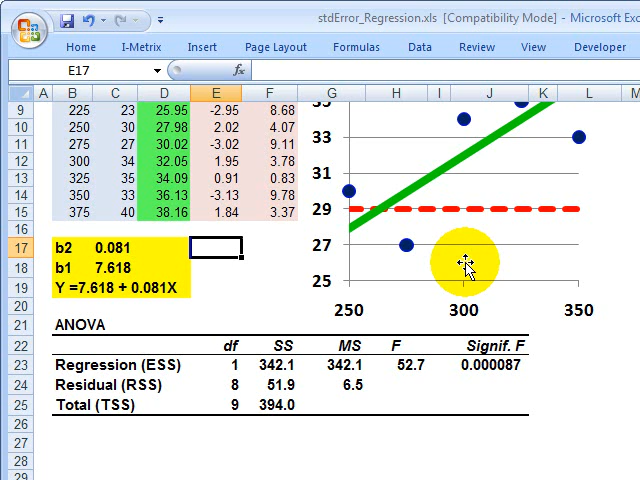 stdError_Regression.xls [Compatibility Mode] - Microsoft Exc
Home I-Metrix Insert Page Layout Formulas Data Review View Developer
E17 fx
A B C D E F G H I J K L M
9 225 23 25.95 -2.95 8.68
10 250 30 27.98 2.02 4.07
11 275 27 30.02 -3.02 9.11
12 300 34 32.05 1.95 3.78
13 325 35 34.09 0.91 0.83
14 350 33 36.13 -3.13 9.78
15 375 40 38.16 1.84 3.37
16
35
33
31
29
27
25
250 300 350
17 b2 0.081
18 b1 7.618
19 Y =7.618 + 0.081X
20
21 ANOVA
22 df SS MS F Signif. F
23 Regression (ESS) 1 342.1 342.1 52.7 0.000087
24 Residual (RSS) 8 51.9 6.5
25 Total (TSS) 9 394.0
26
27
28
29